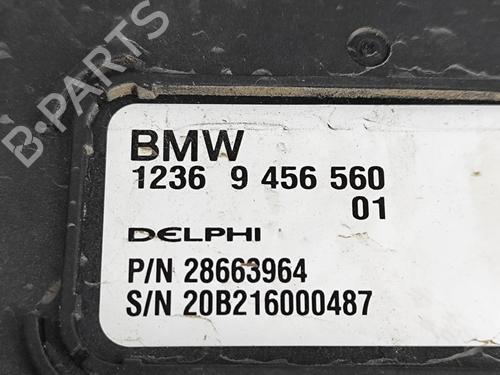 B-PARTS
BMW
1236 9 456 560
01
DELPHI
P/N 28663964
S/N 20B216000487